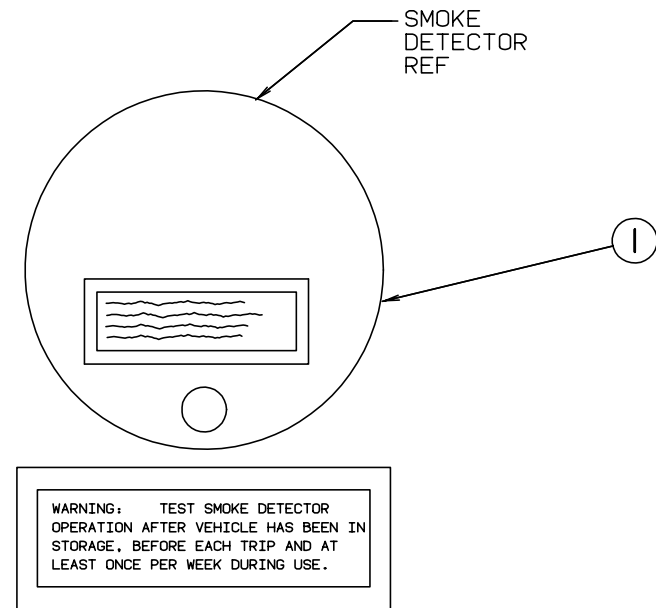 SMOKE
DETECTOR
REF
1
WARNING: TEST SMOKE DETECTOR
OPERATION AFTER VEHICLE HAS BEEN IN
STORAGE, BEFORE EACH TRIP AND AT
LEAST ONCE PER WEEK DURING USE.